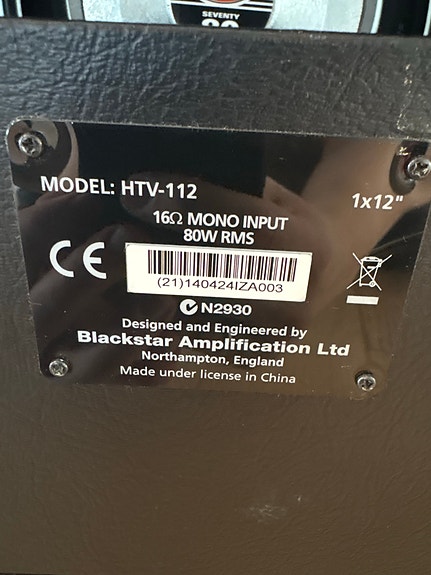 SEVENTY
80
MODEL: HTV-112
1x12"
16Ω MONO INPUT
80W RMS
CE
(21)140424IZA003
N2930
Designed and Engineered by
Blackstar Amplification Ltd
Northampton, England
Made under license in China